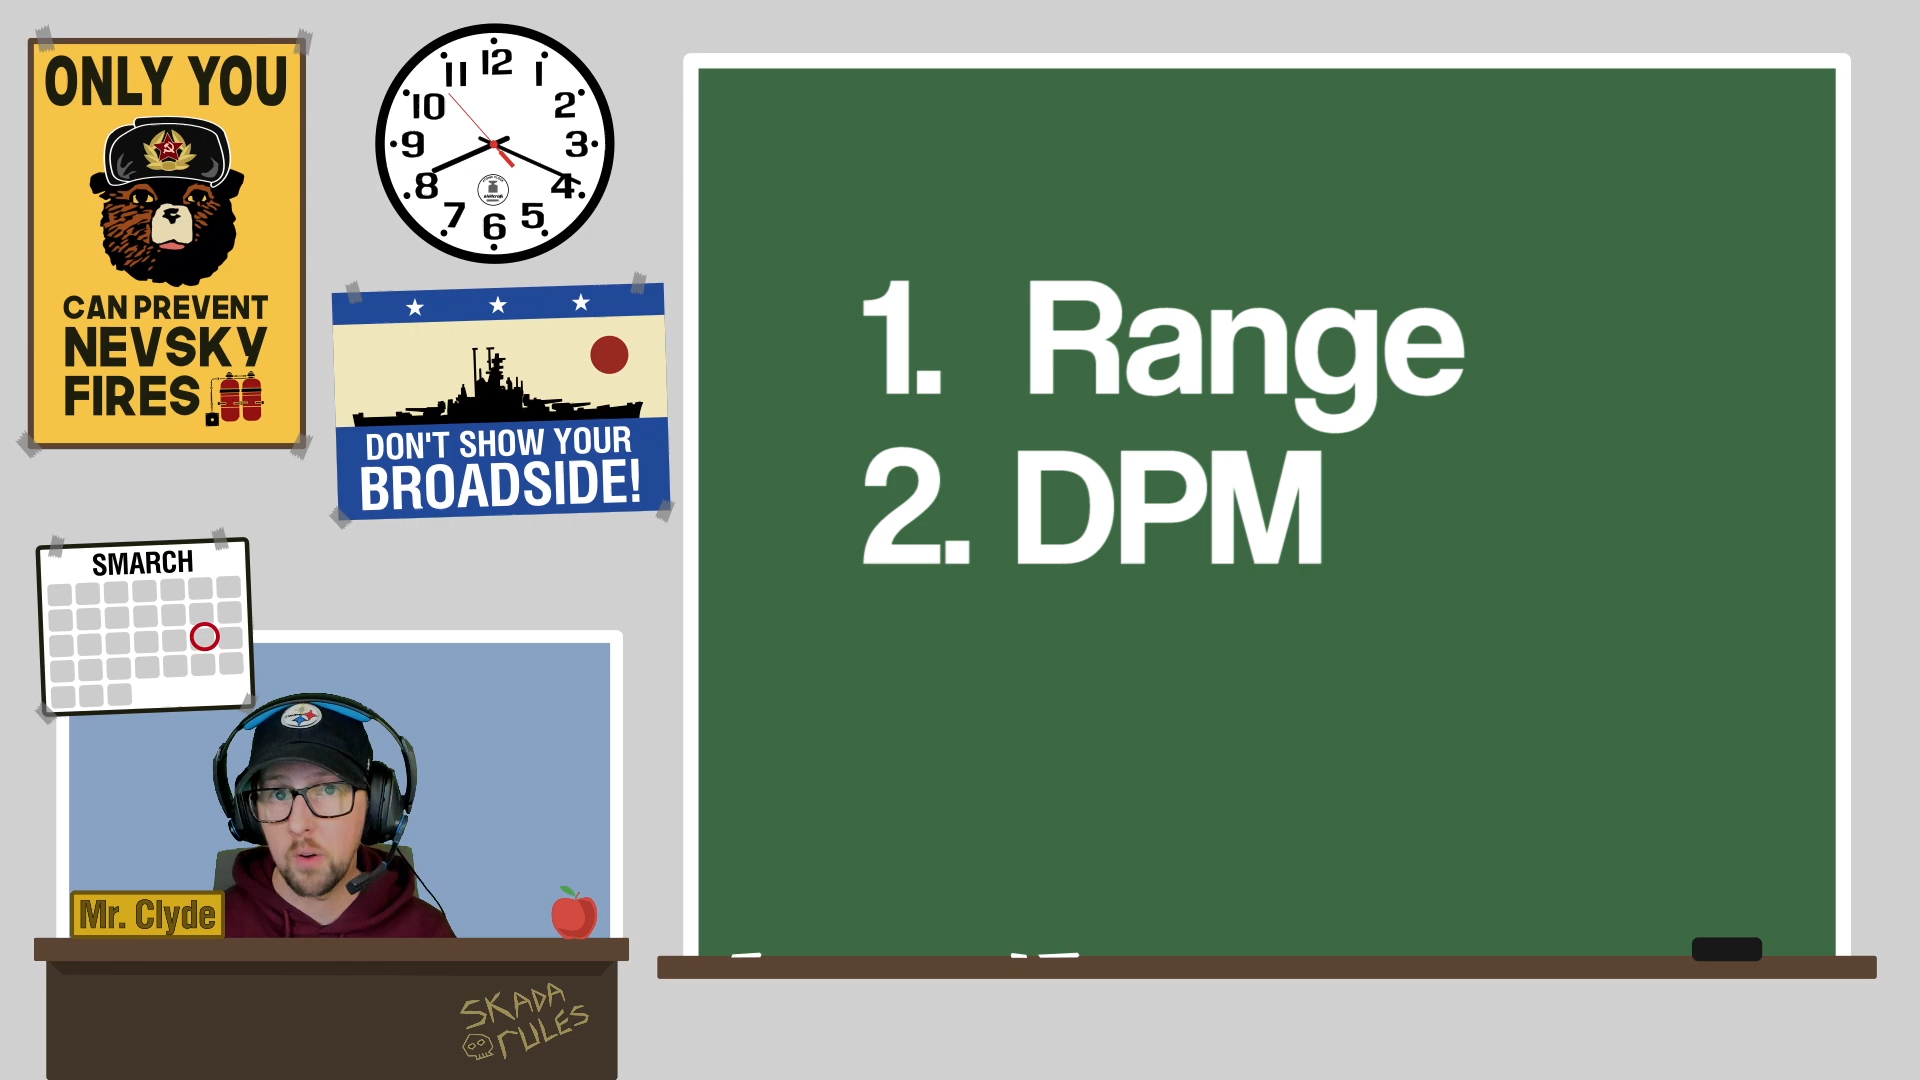 ONLY YOU
CAN PREVENT
NEVSKY
FIRES
12
1
2
3
4
5
6
7
8
9
10
11
DON'T SHOW YOUR
BROADSIDE!
SMARCH
Mr. Clyde
SKADA
RULES
1. Range
2. DPM